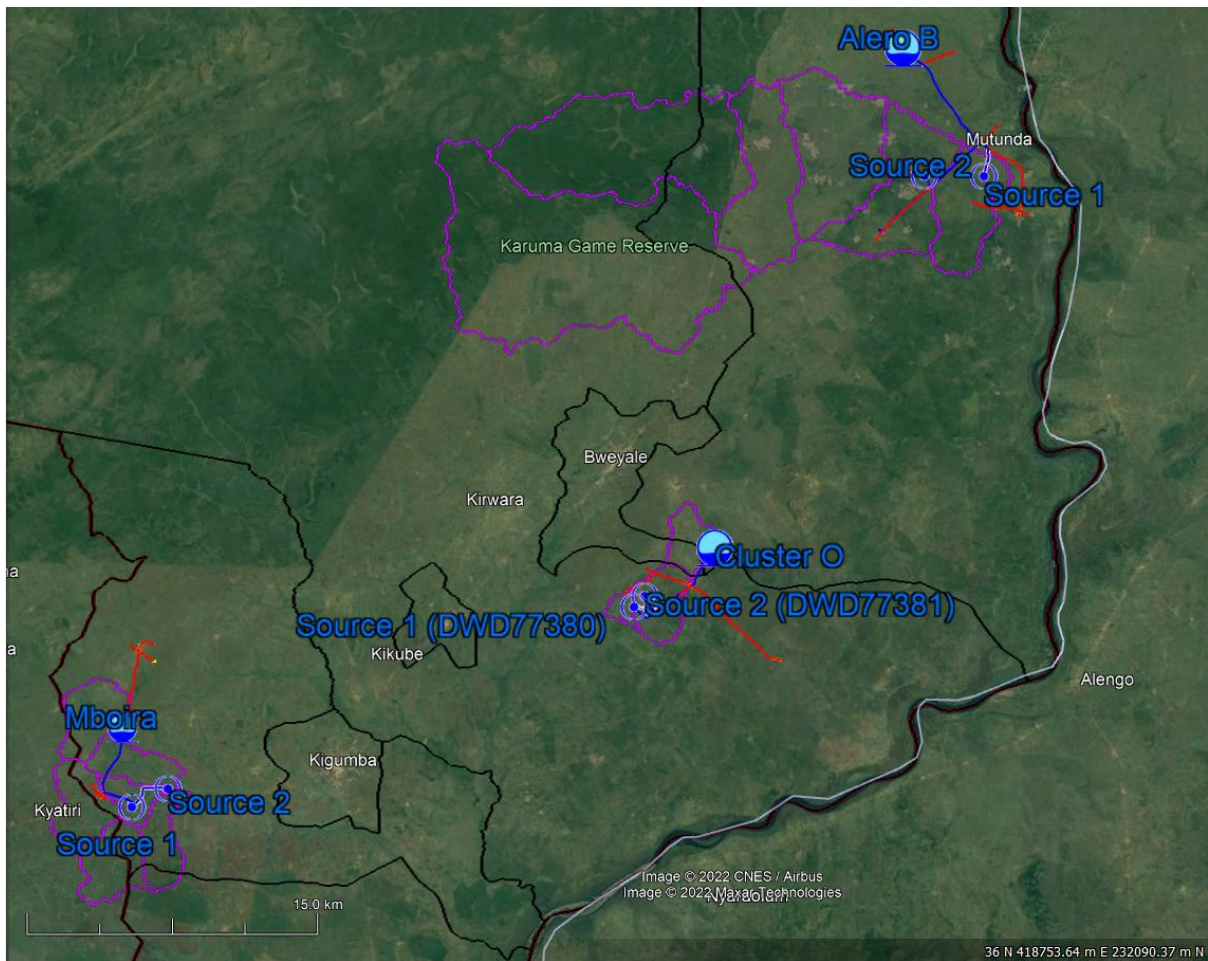 Alero B
Mutunda
Source 2
Source 1
Karuma Game Reserve
Bweyale
Kirwara
Cluster O
Source 2 (DWD77381)
Source 1 (DWD77380)
Kikube
Alengo
Mboira
Kigumba
Source 2
Kyatiri
Source 1
Image © 2022 CNES / Airbus
Image © 2022 Maxar Technologies
15.0 km
36 N 418753.64 m E 232090.37 m N